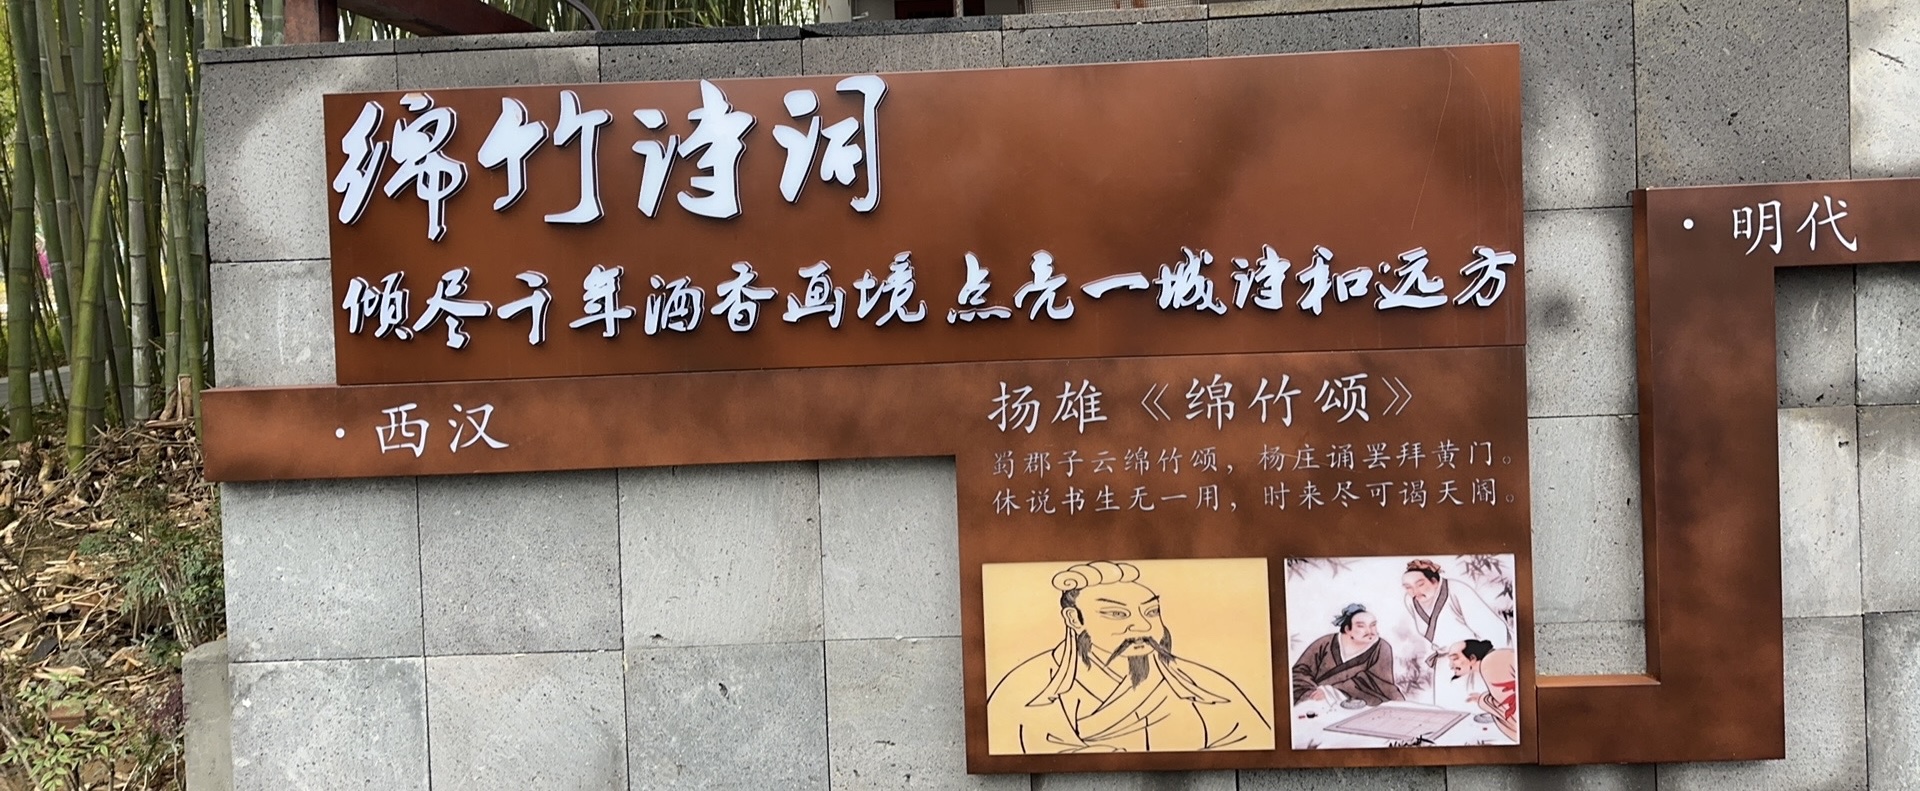 绵竹诗词
倾尽千年酒香画境 点亮一城诗和远方
·西汉
扬雄《绵竹颂》
蜀郡子云绵竹颂，杨庄诵罢拜黄门。
休说书生无一用，时来尽可谒天阍。
·明代